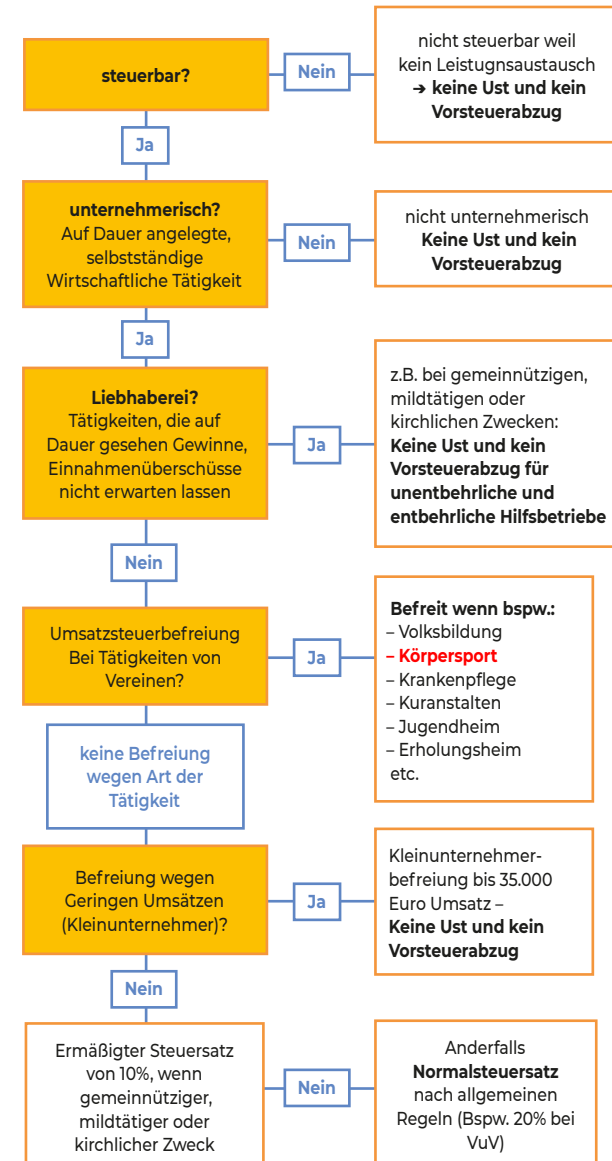 steuerbar?
Nein
nicht steuerbar weil
kein Leistugnsaustausch
➔ keine Ust und kein
Vorsteuerabzug
Ja
unternehmerisch?
Auf Dauer angelegte,
selbstständige
Wirtschaftliche Tätigkeit
Nein
nicht unternehmerisch
Keine Ust und kein
Vorsteuerabzug
Ja
Liebhaberei?
Tätigkeiten, die auf
Dauer gesehen Gewinne,
Einnahmenüberschüsse
nicht erwarten lassen
Ja
z.B. bei gemeinnützigen,
mildtätigen oder
kirchlichen Zwecken:
Keine Ust und kein
Vorsteuerabzug für
unentbehrliche und
entbehrliche Hilfsbetriebe
Nein
Umsatzsteuerbefreiung
Bei Tätigkeiten von
Vereinen?
Ja
Befreit wenn bspw.:
– Volksbildung
– Körpersport
– Krankenpflege
– Kuranstalten
– Jugendheim
– Erholungsheim
etc.
keine Befreiung
wegen Art der
Tätigkeit
Befreiung wegen
Geringen Umsätzen
(Kleinunternehmer)?
Ja
Kleinunternehmer-
befreiung bis 35.000
Euro Umsatz –
Keine Ust und kein
Vorsteuerabzug
Nein
Ermäßigter Steuersatz
von 10%, wenn
gemeinnütziger,
mildtätiger oder
kirchlicher Zweck
Nein
Anderfalls
Normalsteuersatz
nach allgemeinen
Regeln (Bspw. 20% bei
VuV)